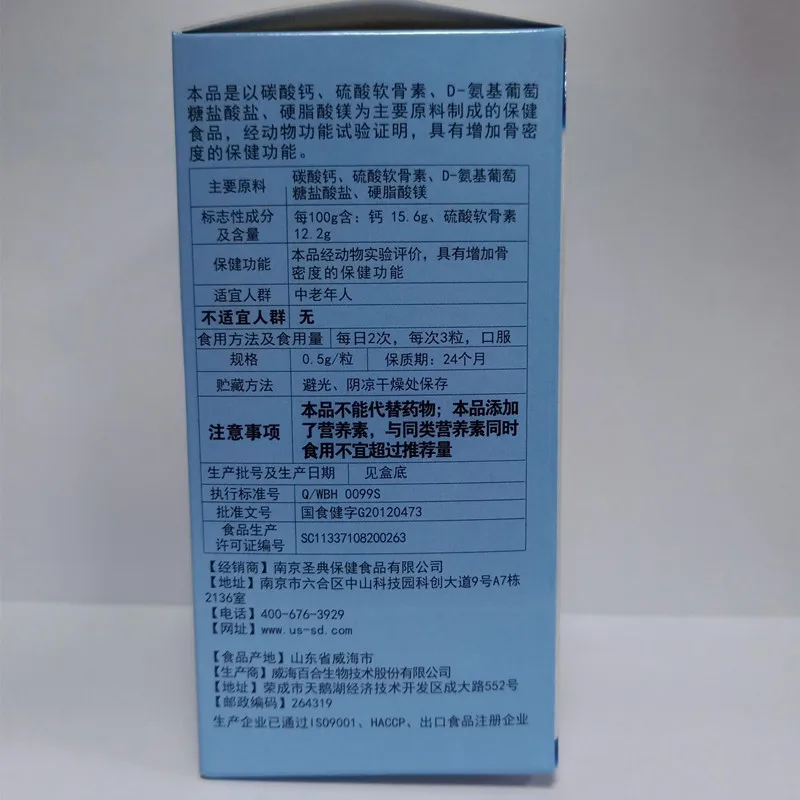 本品是以碳酸钙、硫酸软骨素、D-氨基葡萄
糖盐酸盐、硬脂酸镁为主要原料制成的保健
食品，经动物功能试验证明，具有增加骨密
度的保健功能。
主要原料 碳酸钙、硫酸软骨素、D-氨基葡萄
糖盐酸盐、硬脂酸镁
标志性成分
及含量 每100g含：钙 15.6g、硫酸软骨素
12.2g
保健功能 本品经动物实验评价，具有增加骨
密度的保健功能
适宜人群 中老年人
不适宜人群 无
食用方法及食用量 每日2次，每次3粒，口服
规格 0.5g/粒 保质期：24个月
贮藏方法 避光、阴凉干燥处保存
注意事项 本品不能代替药物；本品添加
了营养素，与同类营养素同时
食用不宜超过推荐量
生产批号及生产日期 见盒底
执行标准号 Q/WBH 0099S
批准文号 国食健字G20120473
食品生产
许可证编号 SC11337108200263
【经销商】南京圣典保健食品有限公司
【地址】南京市六合区中山科技园科创大道9号A7栋
2136室
【电话】400-676-3929
【网址】www.us-sd.com
【食品产地】山东省威海市
【生产商】威海百合生物技术股份有限公司
【地址】荣成市天鹅湖经济技术开发区成大路552号
【邮政编码】264319
生产企业已通过ISO9001、HACCP、出口食品注册企业